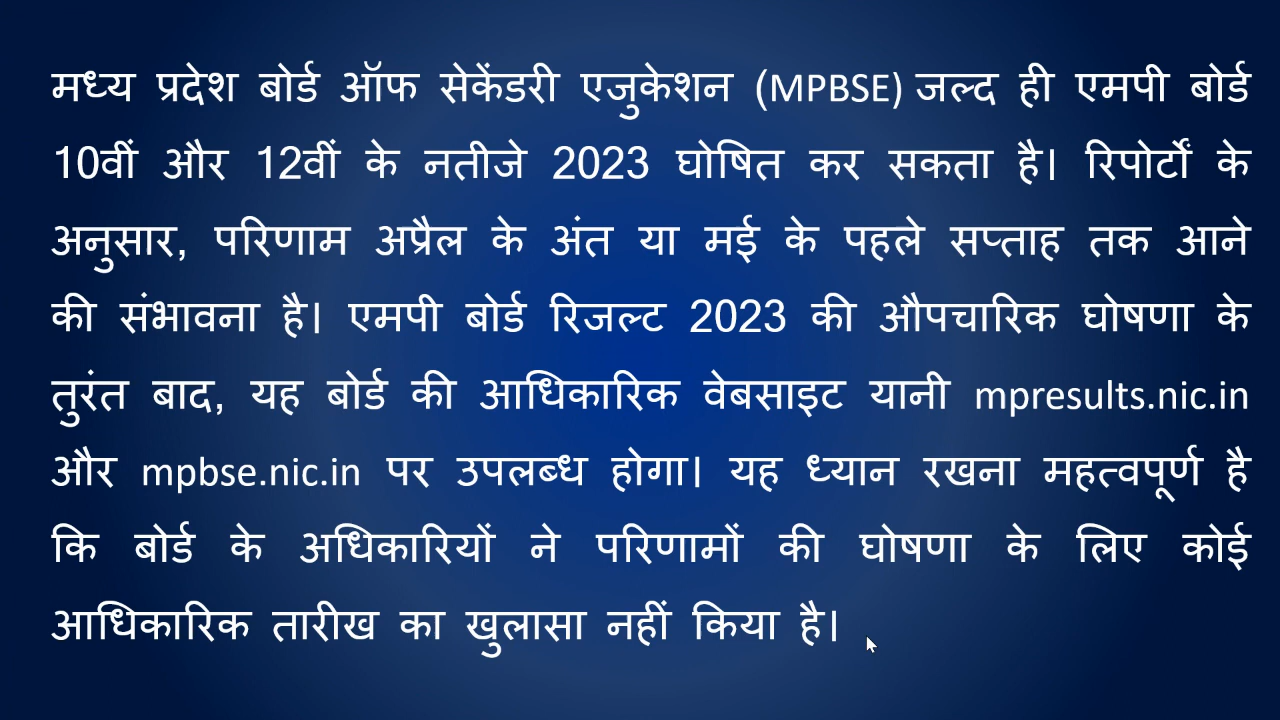 मध्य प्रदेश बोर्ड ऑफ सेकेंडरी एजुकेशन (MPBSE) जल्द ही एमपी बोर्ड
10वीं और 12वीं के नतीजे 2023 घोषित कर सकता है। रिपोर्टों के
अनुसार, परिणाम अप्रैल के अंत या मई के पहले सप्ताह तक आने
की संभावना है। एमपी बोर्ड रिजल्ट 2023 की औपचारिक घोषणा के
तुरंत बाद, यह बोर्ड की आधिकारिक वेबसाइट यानी mpresults.nic.in
और mpbse.nic.in पर उपलब्ध होगा। यह ध्यान रखना महत्वपूर्ण है
कि बोर्ड के अधिकारियों ने परिणामों की घोषणा के लिए कोई
आधिकारिक तारीख का खुलासा नहीं किया है।